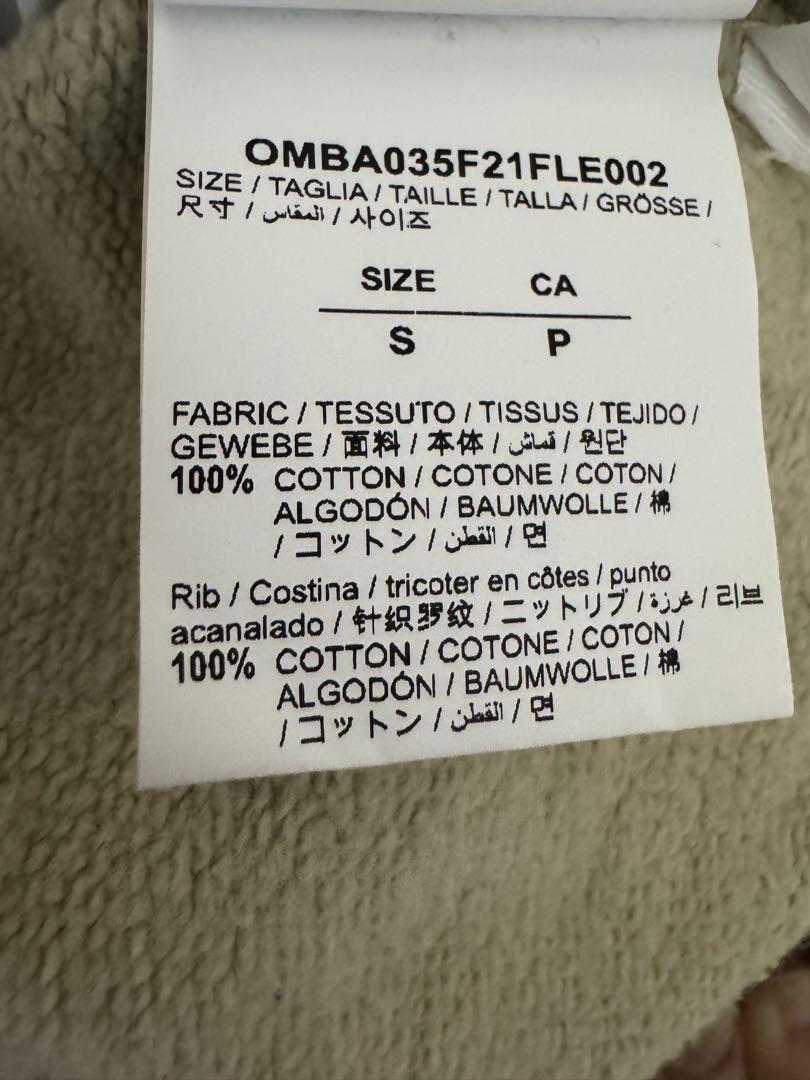 OMBA035F21FLE002
SIZE / TAGLIA / TAILLE / TALLA / GRÖSSE /
尺寸 / المقاس / 사이즈
SIZE CA
S P
FABRIC / TESSUTO / TISSUS / TEJIDO /
GEWEBE / 面料 / 本体 / قماش / 원단
100% COTTON / COTONE / COTON /
ALGODÓN / BAUMWOLLE / 棉
/ コットン / القطن / 면
Rib / Costina / tricoter en côtes / punto
acanalado / 针织罗纹 / ニットリブ / غرزة / 리브
100% COTTON / COTONE / COTON /
ALGODÓN / BAUMWOLLE / 棉
/ コットン / القطن / 면